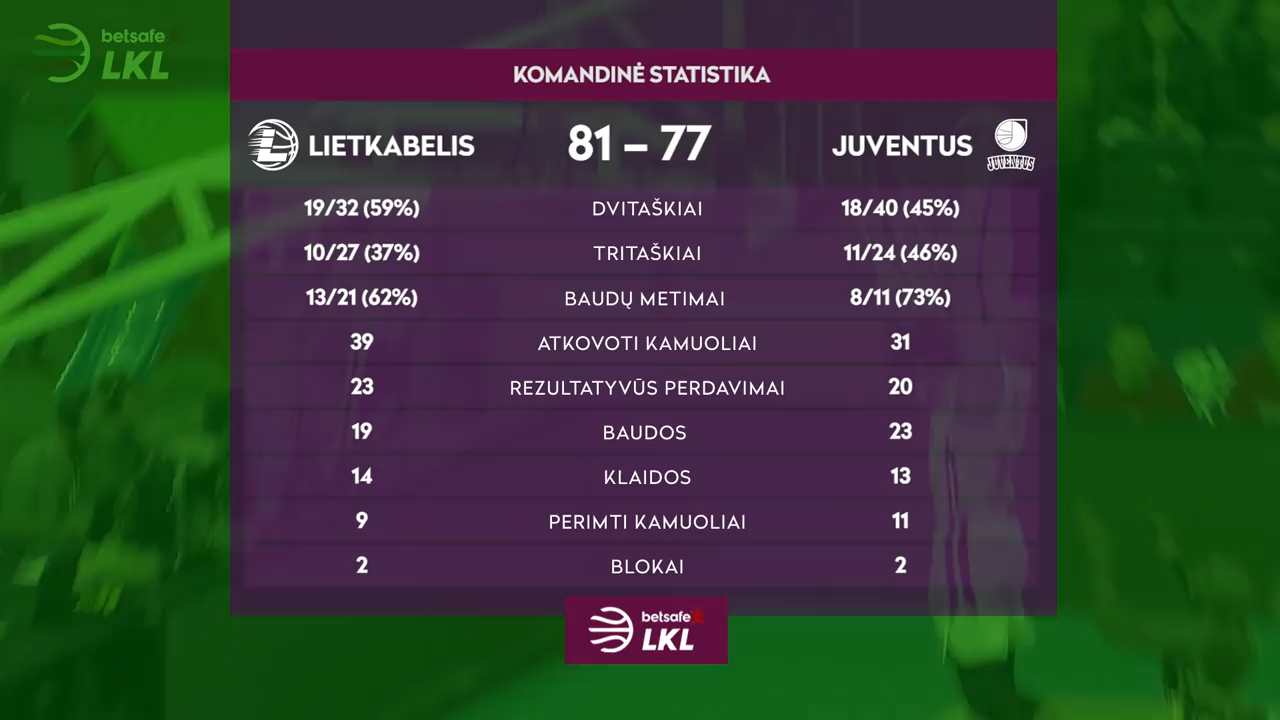 betsafe
LKL
KOMANDINĖ STATISTIKA
LIETKABELIS 81 – 77 JUVENTUS
JUVENTUS
19/32 (59%) DVITAŠKIAI 18/40 (45%)
10/27 (37%) TRITAŠKIAI 11/24 (46%)
13/21 (62%) BAUDŲ METIMAI 8/11 (73%)
39 ATKOVOTI KAMUOLIAI 31
23 REZULTATYVŪS PERDAVIMAI 20
19 BAUDOS 23
14 KLAIDOS 13
9 PERIMTI KAMUOLIAI 11
2 BLOKAI 2
betsafe
LKL